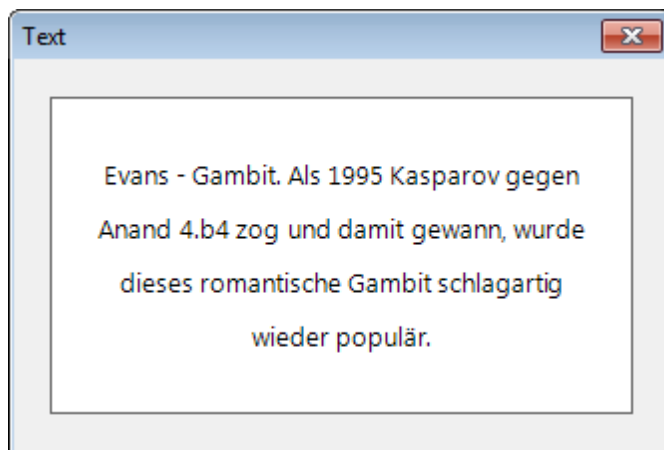 Text
Evans - Gambit. Als 1995 Kasparov gegen
Anand 4.b4 zog und damit gewann, wurde
dieses romantische Gambit schlagartig
wieder populär.